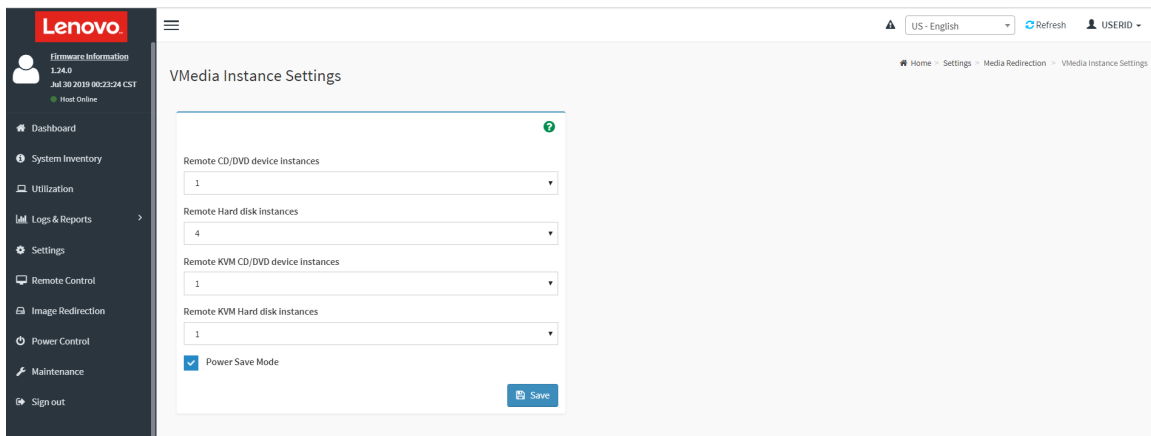 Lenovo
US - English
Refresh
USERID
Firmware Information
1.24.0
Jul 30 2019 00:23:24 CST
Host Online
Home > Settings > Media Redirection > VMedia Instance Settings
VMedia Instance Settings
Dashboard
System Inventory
Utilization
Logs & Reports >
Settings
Remote Control
Image Redirection
Power Control
Maintenance
Sign out
Remote CD/DVD device instances
1
Remote Hard disk instances
4
Remote KVM CD/DVD device instances
1
Remote KVM Hard disk instances
1
Power Save Mode
Save